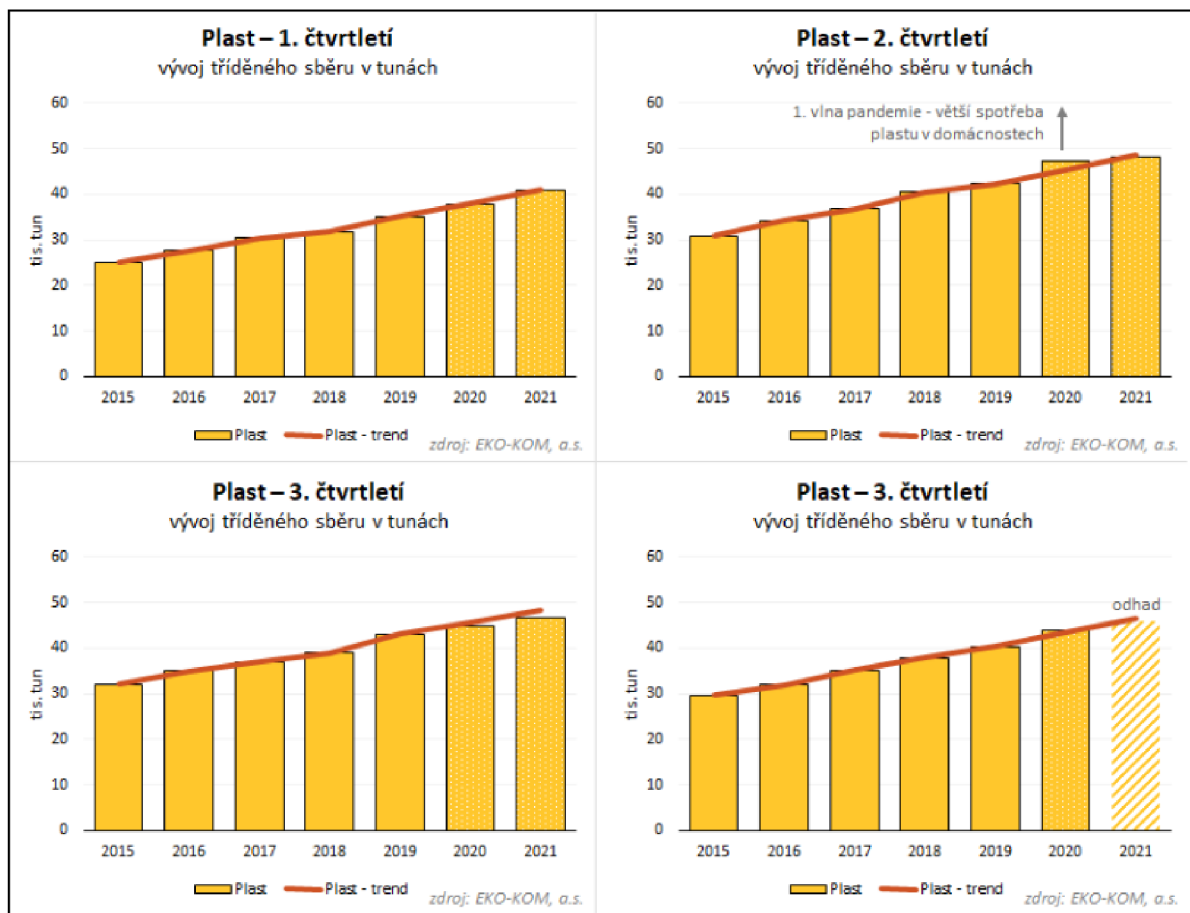 Plast – 1. čtvrtletí
vývoj tříděného sběru v tunách
60
50
40
30
20
10
0
tis. tun
2015 2016 2017 2018 2019 2020 2021
Plast Plast - trend
zdroj: EKO-KOM, a.s.
Plast – 2. čtvrtletí
vývoj tříděného sběru v tunách
1. vlna pandemie - větší spotřeba
plastu v domácnostech
60
50
40
30
20
10
0
tis. tun
2015 2016 2017 2018 2019 2020 2021
Plast Plast - trend
zdroj: EKO-KOM, a.s.
Plast – 3. čtvrtletí
vývoj tříděného sběru v tunách
60
50
40
30
20
10
0
tis. tun
2015 2016 2017 2018 2019 2020 2021
Plast Plast - trend
zdroj: EKO-KOM, a.s.
Plast – 3. čtvrtletí
vývoj tříděného sběru v tunách
60
50
40
30
20
10
0
tis. tun
odhad
2015 2016 2017 2018 2019 2020 2021
Plast Plast - trend
zdroj: EKO-KOM, a.s.